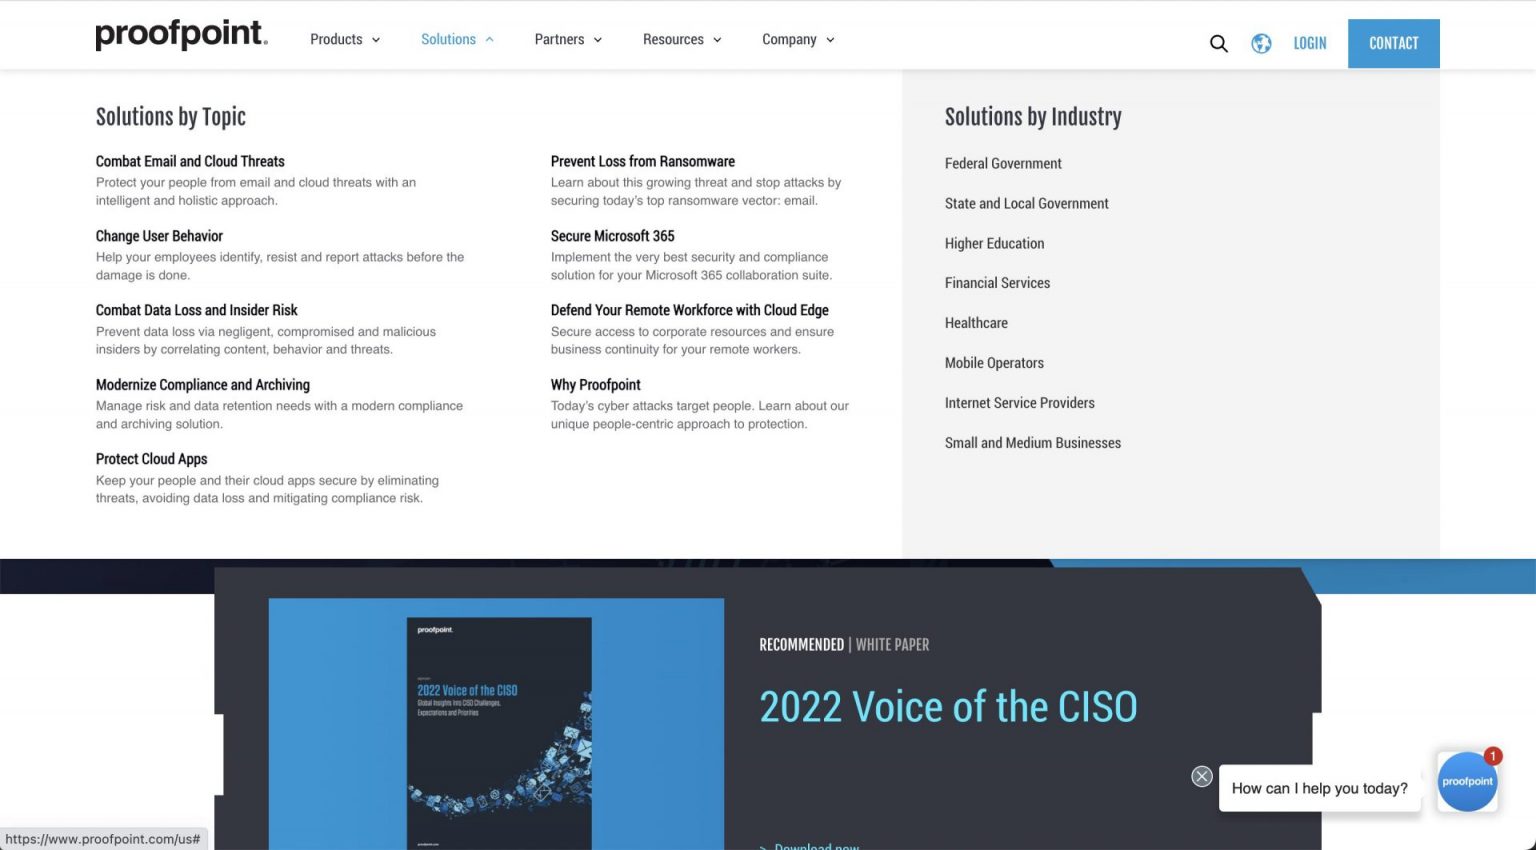 proofpoint.
Products
Solutions
Partners
Resources
Company
LOGIN
CONTACT
Solutions by Topic
Combat Email and Cloud Threats
Protect your people from email and cloud threats with an
intelligent and holistic approach.
Change User Behavior
Help your employees identify, resist and report attacks before the
damage is done.
Combat Data Loss and Insider Risk
Prevent data loss via negligent, compromised and malicious
insiders by correlating content, behavior and threats.
Modernize Compliance and Archiving
Manage risk and data retention needs with a modern compliance
and archiving solution.
Protect Cloud Apps
Keep your people and their cloud apps secure by eliminating
threats, avoiding data loss and mitigating compliance risk.
Prevent Loss from Ransomware
Learn about this growing threat and stop attacks by
securing today's top ransomware vector: email.
Secure Microsoft 365
Implement the very best security and compliance
solution for your Microsoft 365 collaboration suite.
Defend Your Remote Workforce with Cloud Edge
Secure access to corporate resources and ensure
business continuity for your remote workers.
Why Proofpoint
Today's cyber attacks target people. Learn about our
unique people-centric approach to protection.
Solutions by Industry
Federal Government
State and Local Government
Higher Education
Financial Services
Healthcare
Mobile Operators
Internet Service Providers
Small and Medium Businesses
proofpoint.
2022 Voice of the CISO
Global Insights Into CISO Challenges,
Expectations and Priorities
proofpoint.com
RECOMMENDED | WHITE PAPER
2022 Voice of the CISO
> Download now
How can I help you today?
proofpoint
1
https://www.proofpoint.com/us#